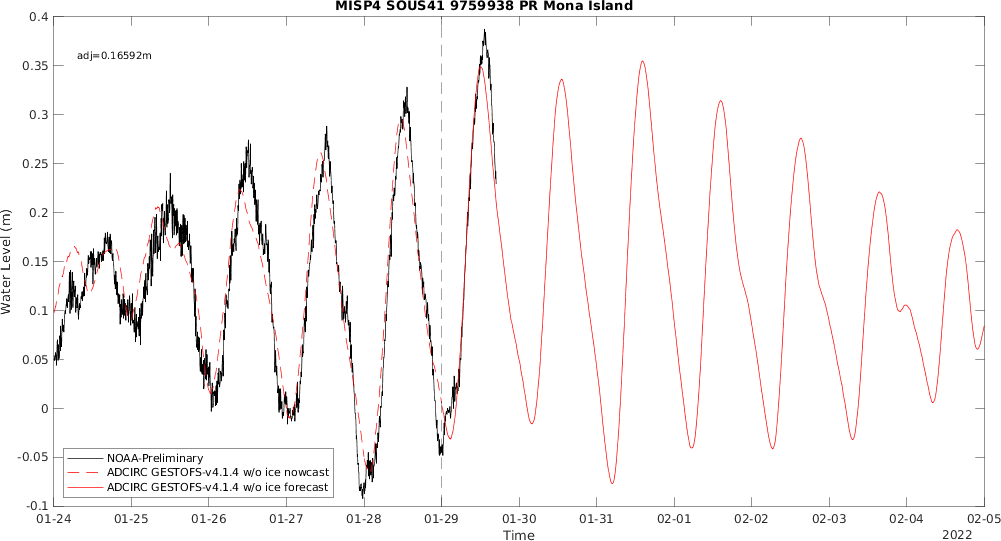 MISP4 SOUS41 9759938 PR Mona Island
adj=0.16592m
0.4
0.35
0.3
0.25
0.2
0.15
0.1
0.05
0
-0.05
-0.1
Water Level (m)
NOAA-Preliminary
ADCIRC GESTOFS-v4.1.4 w/o ice nowcast
ADCIRC GESTOFS-v4.1.4 w/o ice forecast
01-24 01-25 01-26 01-27 01-28 01-29 01-30 01-31 02-01 02-02 02-03 02-04 02-05
Time
2022